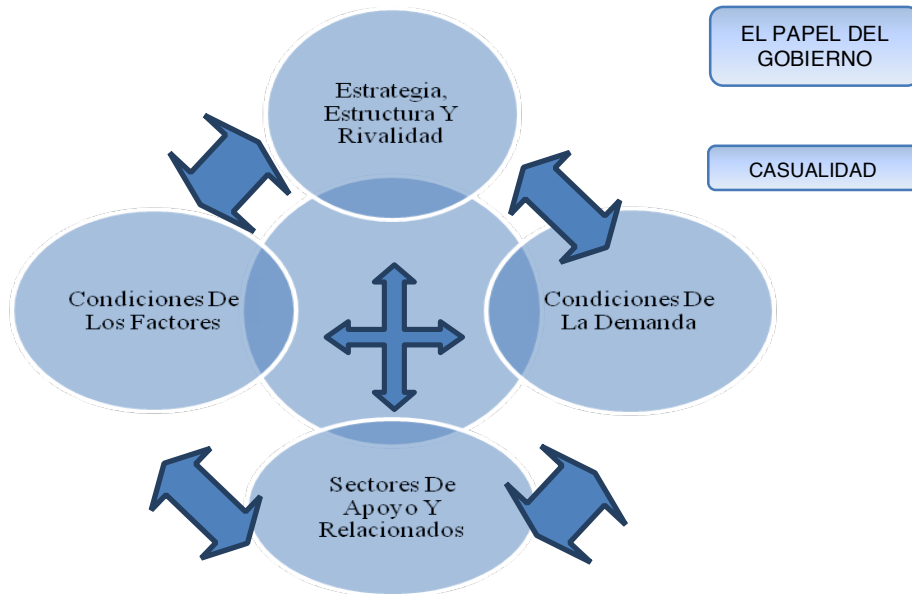 EL PAPEL DEL
GOBIERNO
Estrategia,
Estructura Y
Rivalidad
CASUALIDAD
Condiciones De
Los Factores
Condiciones De
La Demanda
Sectores De
Apoyo Y
Relacionados